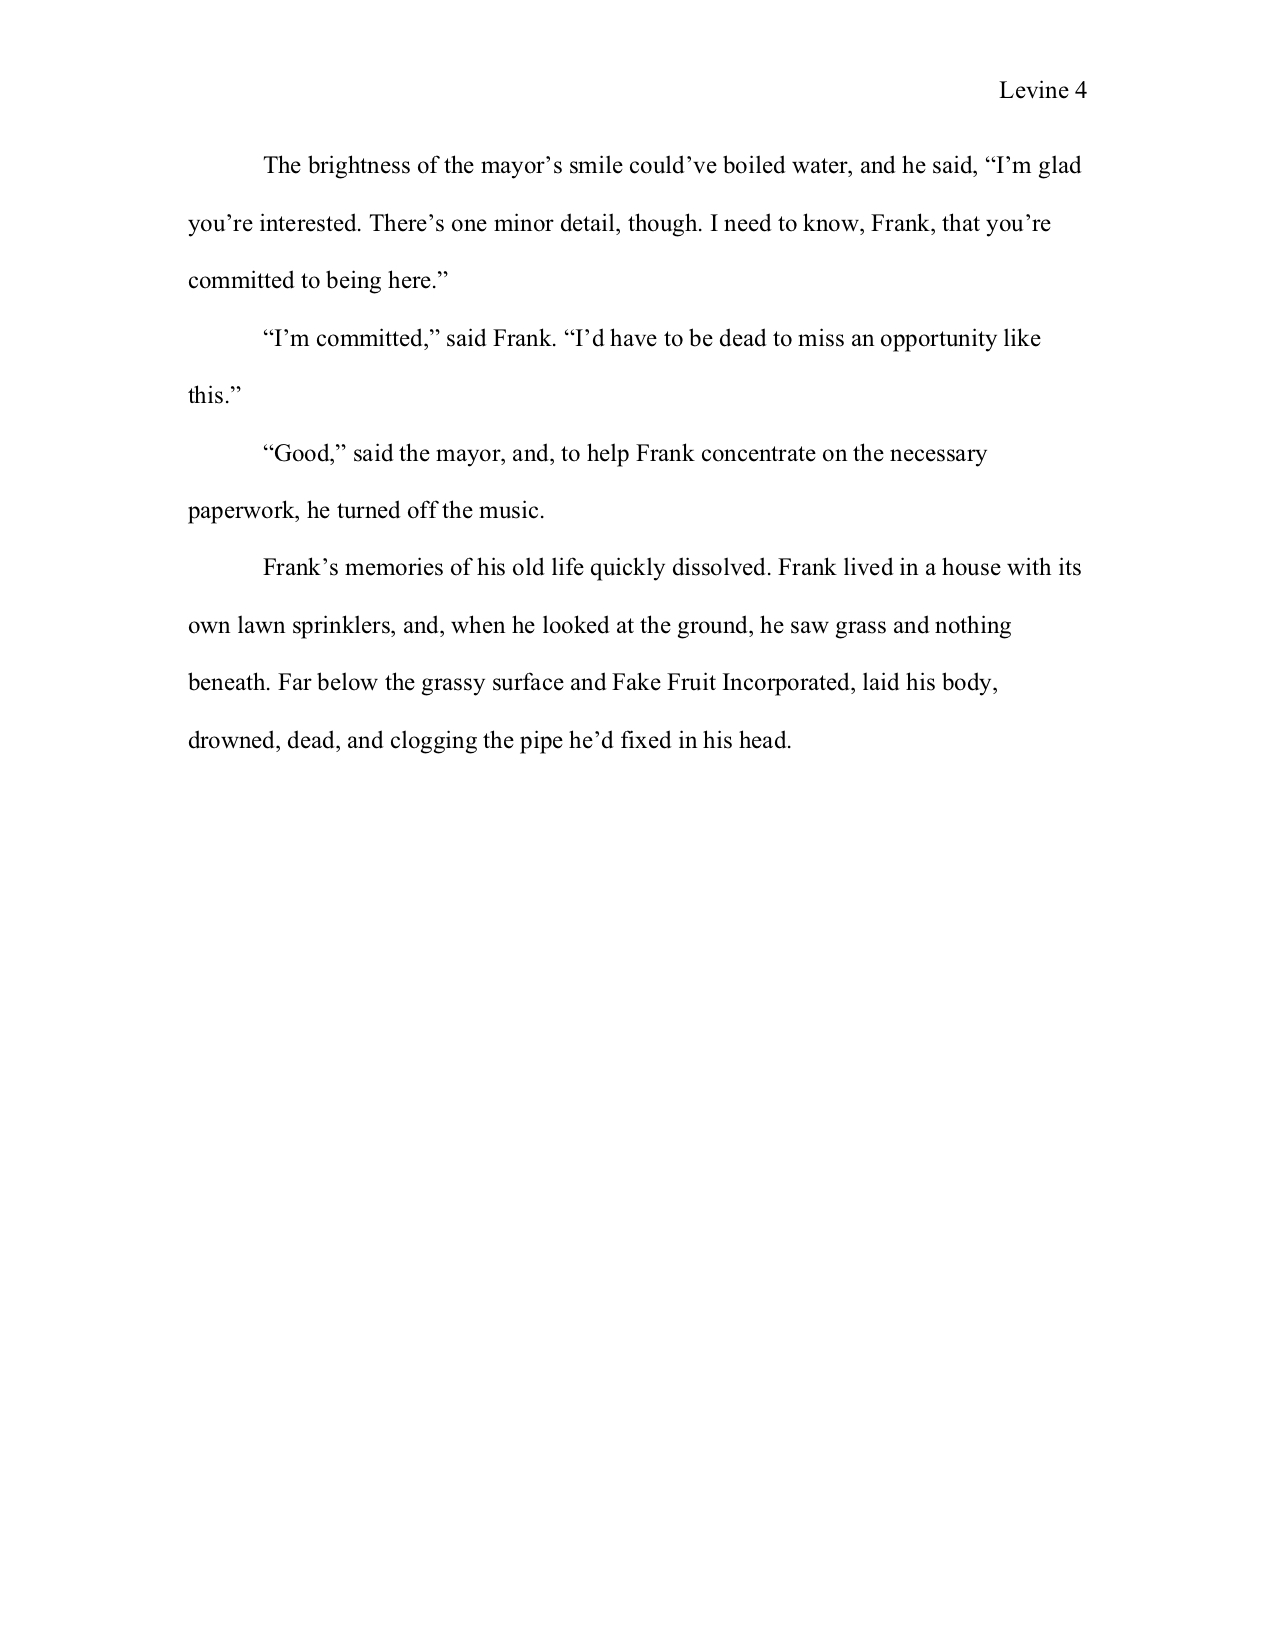 Levine 4
The brightness of the mayor’s smile could’ve boiled water, and he said, “I’m glad
you’re interested. There’s one minor detail, though. I need to know, Frank, that you’re
committed to being here.”
“I’m committed,” said Frank. “I’d have to be dead to miss an opportunity like
this.”
“Good,” said the mayor, and, to help Frank concentrate on the necessary
paperwork, he turned off the music.
Frank’s memories of his old life quickly dissolved. Frank lived in a house with its
own lawn sprinklers, and, when he looked at the ground, he saw grass and nothing
beneath. Far below the grassy surface and Fake Fruit Incorporated, laid his body,
drowned, dead, and clogging the pipe he’d fixed in his head.